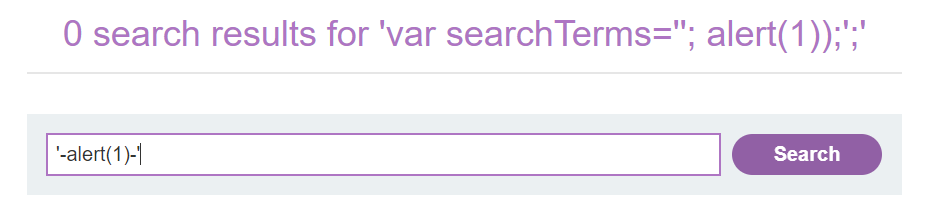 0 search results for 'var searchTerms=''; alert(1));';'
'-alert(1)-'
Search